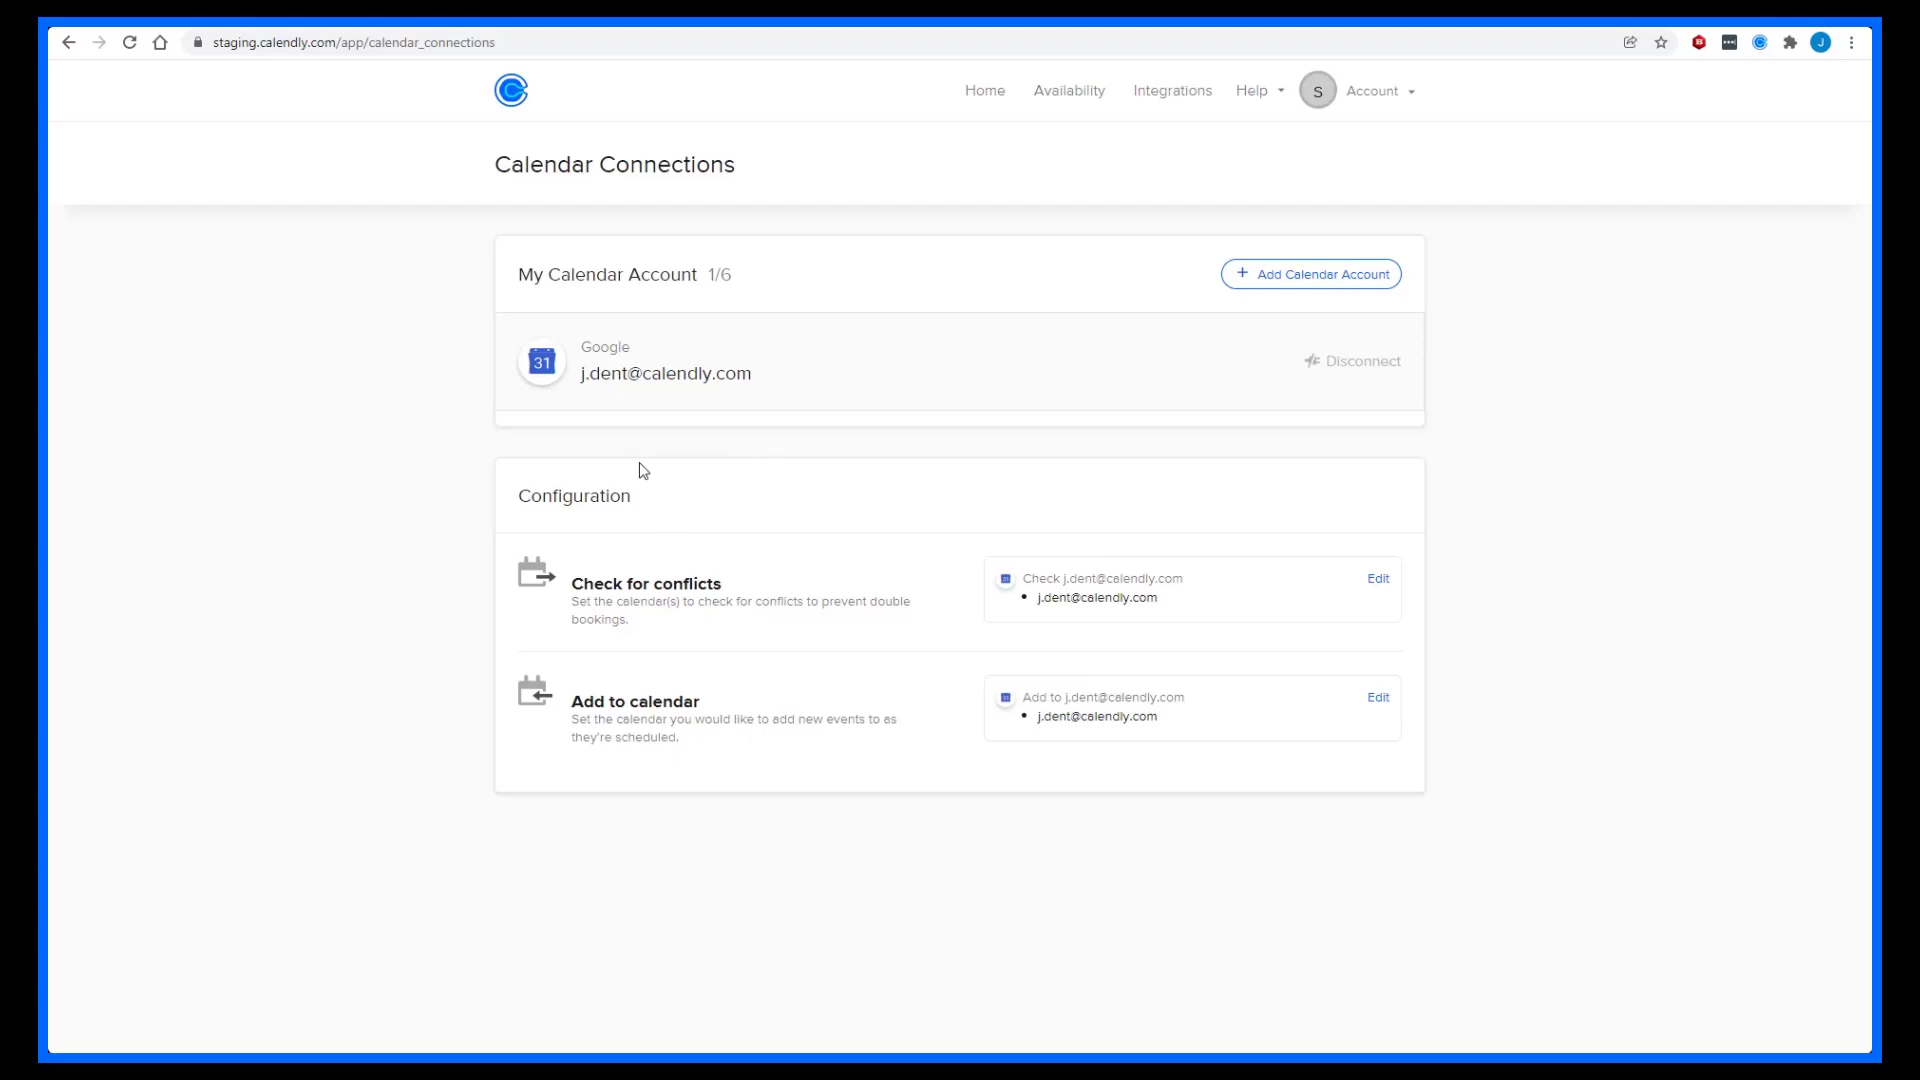 staging.calendly.com/app/calendar_connections
J
Home
Availability
Integrations
Help
S
Account
Calendar Connections
My Calendar Account 1/6
+ Add Calendar Account
31
Google
j.dent@calendly.com
Disconnect
Configuration
Check for conflicts
Set the calendar(s) to check for conflicts to prevent double
bookings.
Check j.dent@calendly.com
• j.dent@calendly.com
Edit
Add to calendar
Set the calendar you would like to add new events to as
they're scheduled.
Add to j.dent@calendly.com
• j.dent@calendly.com
Edit